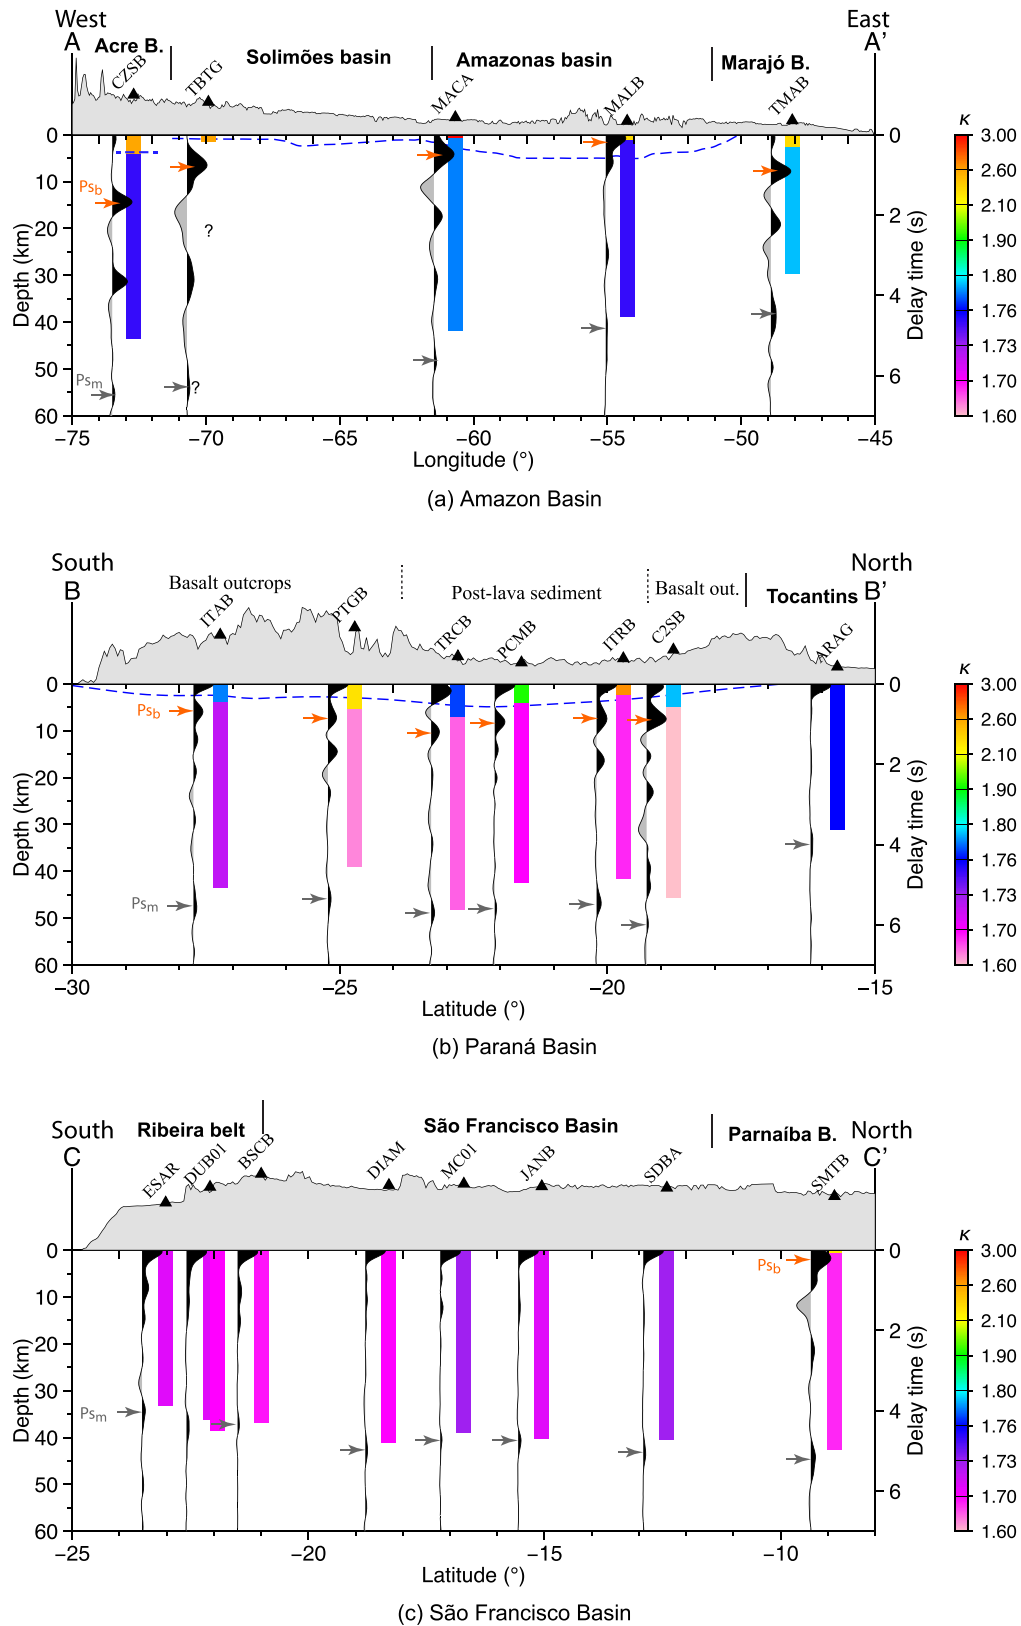 West
East
A
A’
Acre B.
Solimões basin
Amazonas basin
Marajó B.
CZSB
TBTG
MACA
MALB
TMAB
Psb
Psm
?
?
0
10
20
30
40
50
60
Depth (km)
0
2
4
6
Delay time (s)
−75
−70
−65
−60
−55
−50
−45
Longitude (°)
κ
3.00
2.60
2.10
1.90
1.80
1.76
1.73
1.70
1.60
(a) Amazon Basin
South
North
B
B’
Basalt outcrops
Post-lava sediment
Basalt out.
Tocantins
ITAB
PTGB
TRCB
PCMB
ITRB
C2SB
ARAG
Psb
Psm
0
10
20
30
40
50
60
Depth (km)
0
2
4
6
Delay time (s)
−30
−25
−20
−15
Latitude (°)
κ
3.00
2.60
2.10
1.90
1.80
1.76
1.73
1.70
1.60
(b) Paraná Basin
South
North
C
C’
Ribeira belt
São Francisco Basin
Parnaíba B.
ESAR
DUB01
BSCB
DIAM
MC01
JANB
SDBA
SMTB
Psb
Psm
0
10
20
30
40
50
60
Depth (km)
0
2
4
6
Delay time (s)
−25
−20
−15
−10
Latitude (°)
κ
3.00
2.60
2.10
1.90
1.80
1.76
1.73
1.70
1.60
(c) São Francisco Basin